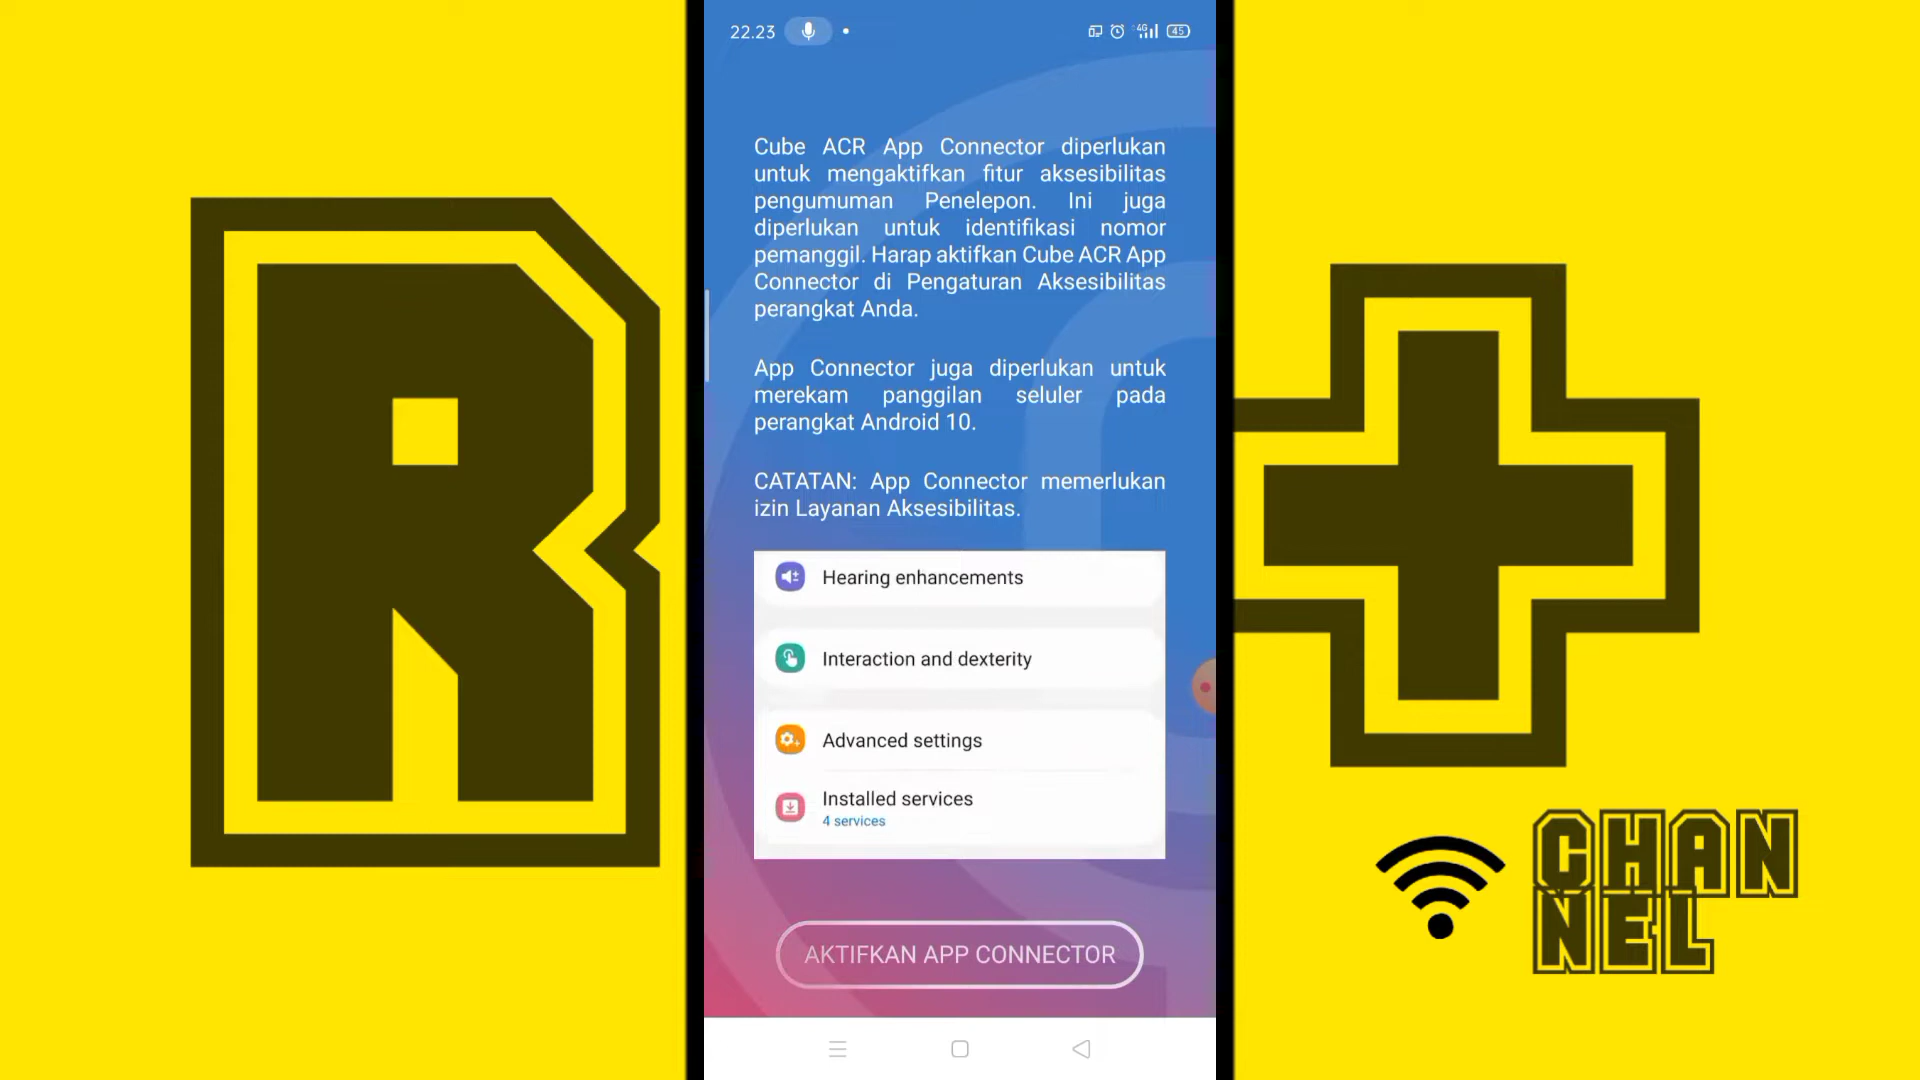 22.23
4G
45
Cube ACR App Connector diperlukan
untuk mengaktifkan fitur aksesibilitas
pengumuman Penelepon. Ini juga
diperlukan untuk identifikasi nomor
pemanggil. Harap aktifkan Cube ACR App
Connector di Pengaturan Aksesibilitas
perangkat Anda.
App Connector juga diperlukan untuk
merekam panggilan seluler pada
perangkat Android 10.
CATATAN: App Connector memerlukan
izin Layanan Aksesibilitas.
Hearing enhancements
Interaction and dexterity
Advanced settings
Installed services
4 services
AKTIFKAN APP CONNECTOR
R
+
CHAN
NEL